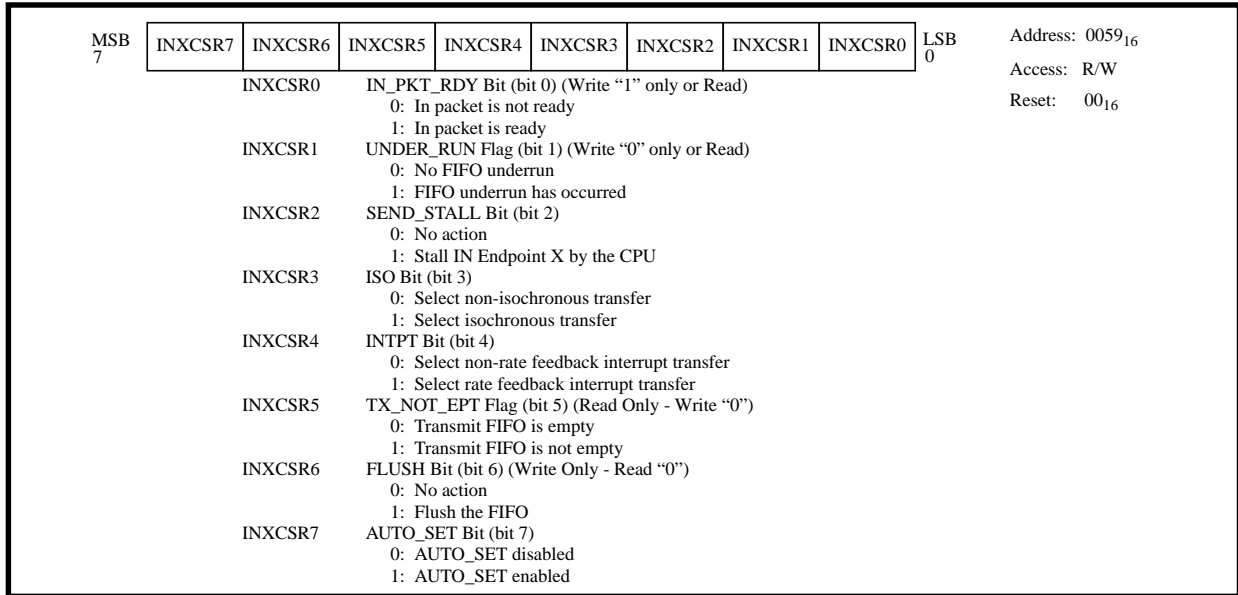 MSB INXCSR7 INXCSR6 INXCSR5 INXCSR4 INXCSR3 INXCSR2 INXCSR1 INXCSR0 LSB Address: 0059₁₆
7 0
Access: R/W
INXCSR0 IN_PKT_RDY Bit (bit 0) (Write “1” only or Read)
Reset: 00₁₆
0: In packet is not ready
1: In packet is ready
INXCSR1 UNDER_RUN Flag (bit 1) (Write “0” only or Read)
0: No FIFO underrun
1: FIFO underrun has occurred
INXCSR2 SEND_STALL Bit (bit 2)
0: No action
1: Stall IN Endpoint X by the CPU
INXCSR3 ISO Bit (bit 3)
0: Select non-isochronous transfer
1: Select isochronous transfer
INXCSR4 INTPT Bit (bit 4)
0: Select non-rate feedback interrupt transfer
1: Select rate feedback interrupt transfer
INXCSR5 TX_NOT_EPT Flag (bit 5) (Read Only - Write “0”)
0: Transmit FIFO is empty
1: Transmit FIFO is not empty
INXCSR6 FLUSH Bit (bit 6) (Write Only - Read “0”)
0: No action
1: Flush the FIFO
INXCSR7 AUTO_SET Bit (bit 7)
0: AUTO_SET disabled
1: AUTO_SET enabled